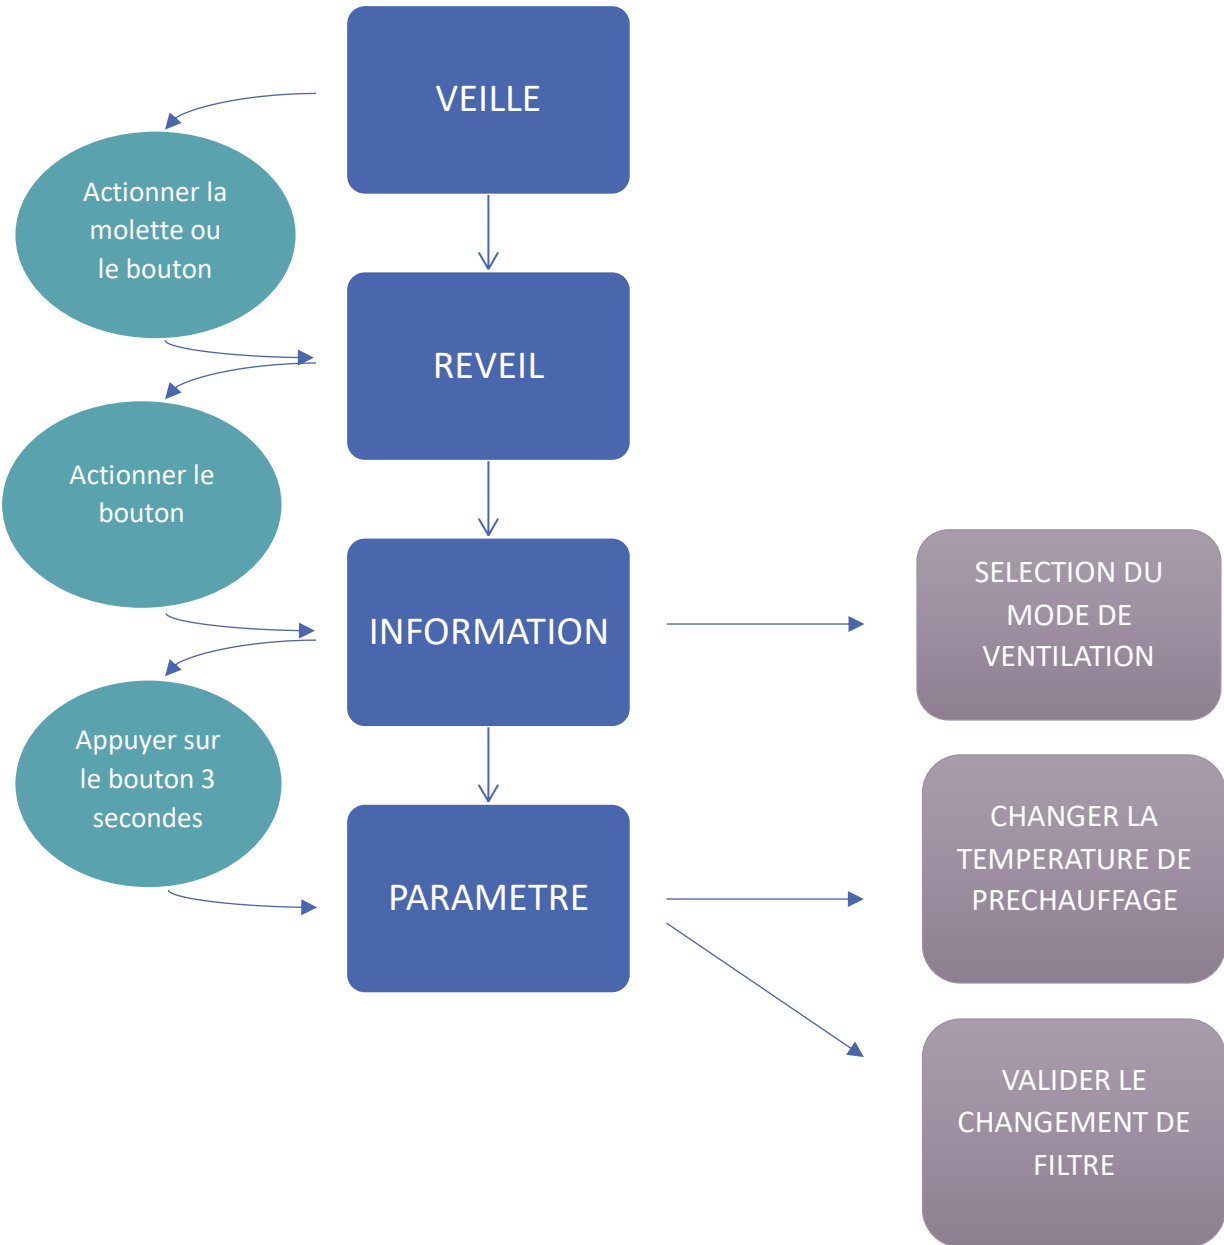 VEILLE
Actionner la
molette ou
le bouton
REVEIL
Actionner le
bouton
INFORMATION
SELECTION DU
MODE DE
VENTILATION
Appuyer sur
le bouton 3
secondes
PARAMETRE
CHANGER LA
TEMPERATURE DE
PRECHAUFFAGE
VALIDER LE
CHANGEMENT DE
FILTRE